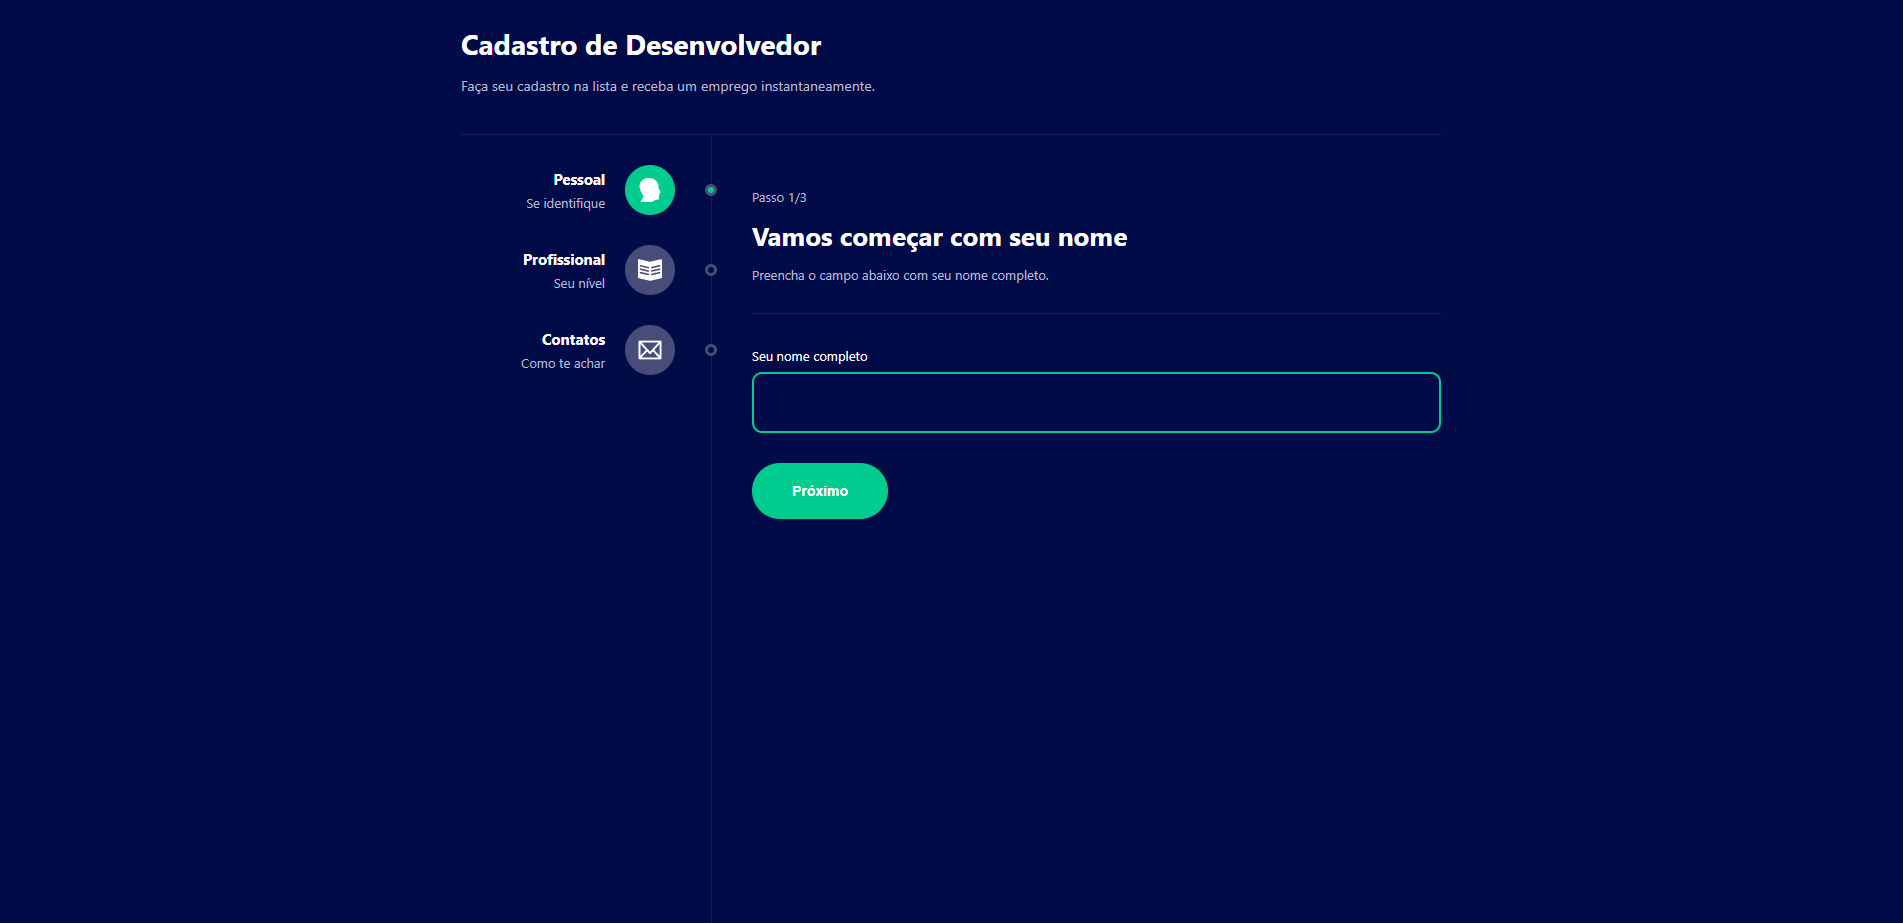 Cadastro de Desenvolvedor
Faça seu cadastro na lista e receba um emprego instantaneamente.
Pessoal
Se identifique
Profissional
Seu nível
Contatos
Como te achar
Passo 1/3
Vamos começar com seu nome
Preencha o campo abaixo com seu nome completo.
Seu nome completo
Próximo